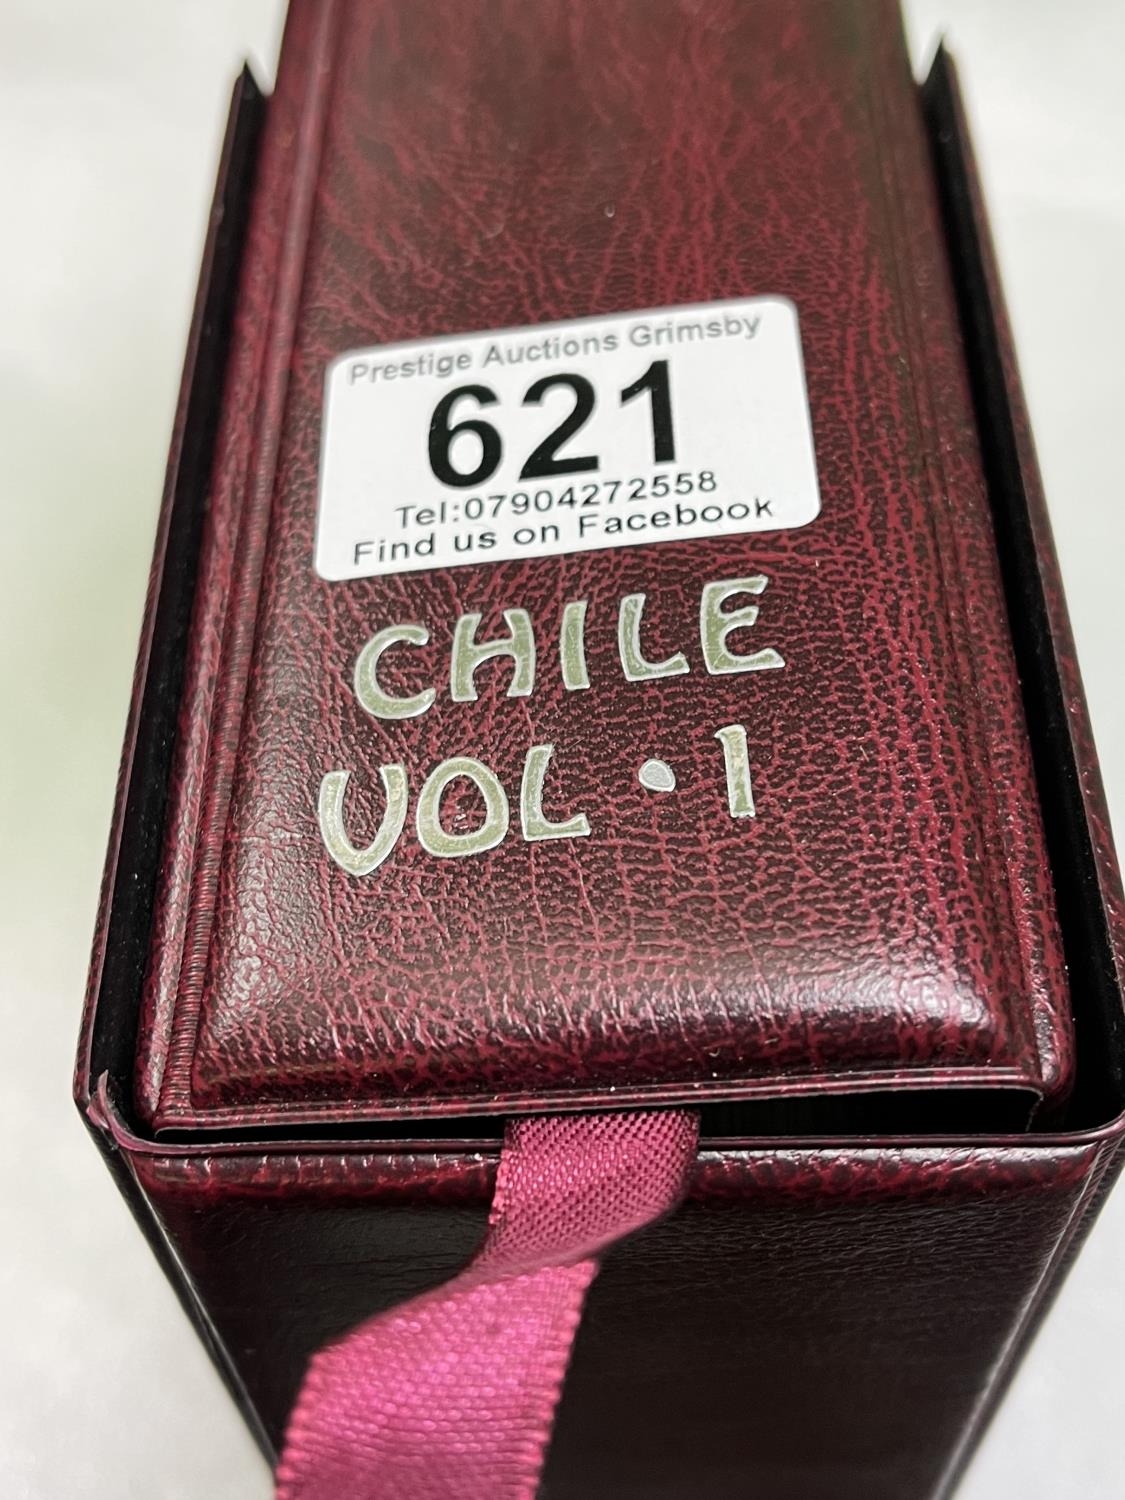 Prestige Auctions Grimsby
621
Tel:07904272558
Find us on Facebook
CHILE
VOL · 1